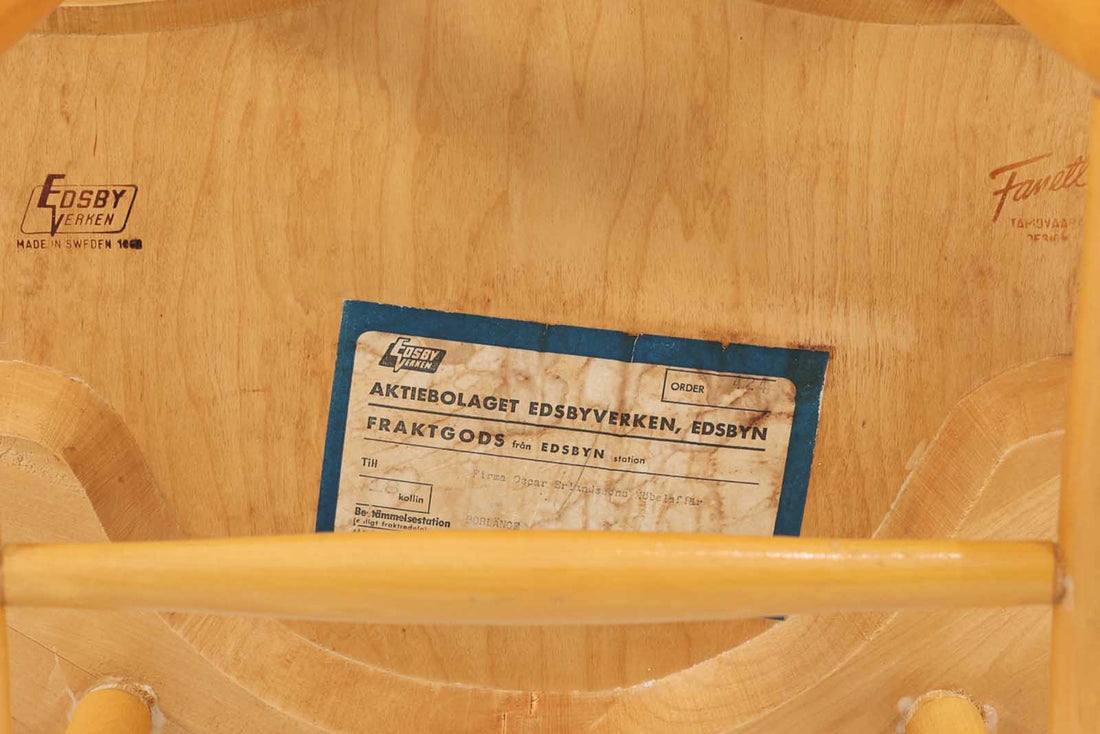 EDSBY
VERKEN
MADE IN SWEDEN
Fanett
DESIGN
EDSBY
VERKEN
ORDER
AKTIEBOLAGET EDSBYVERKEN, EDSBYN
FRAKTGODS från EDSBYN station
Till
Firma Oscar Erlandssons Möbelaffär
kollin
Bestämmelsestation
BORLÄNGE